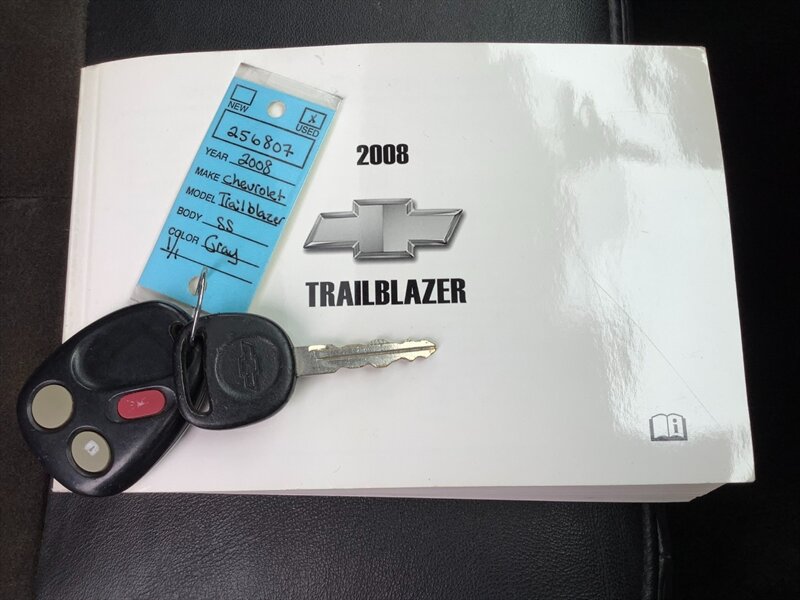 NEW
X
USED
256807
YEAR 2008
MAKE Chevrolet
MODEL Trailblazer
BODY SS
COLOR Gray
1/1
2008
TRAILBLAZER
i